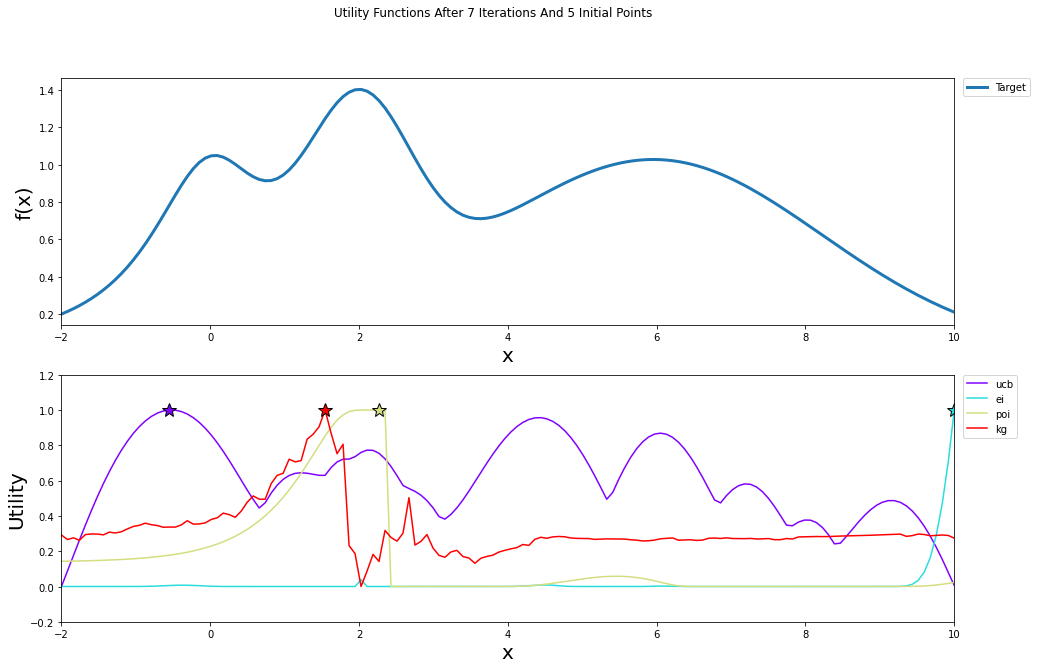 Utility Functions After 7 Iterations And 5 Initial Points
1.4
1.2
1.0
0.8
0.6
0.4
0.2
f(x)
−2
0
2
4
6
8
10
x
Target
1.2
1.0
0.8
0.6
0.4
0.2
0.0
−0.2
Utility
−2
0
2
4
6
8
10
x
ucb
ei
poi
kg